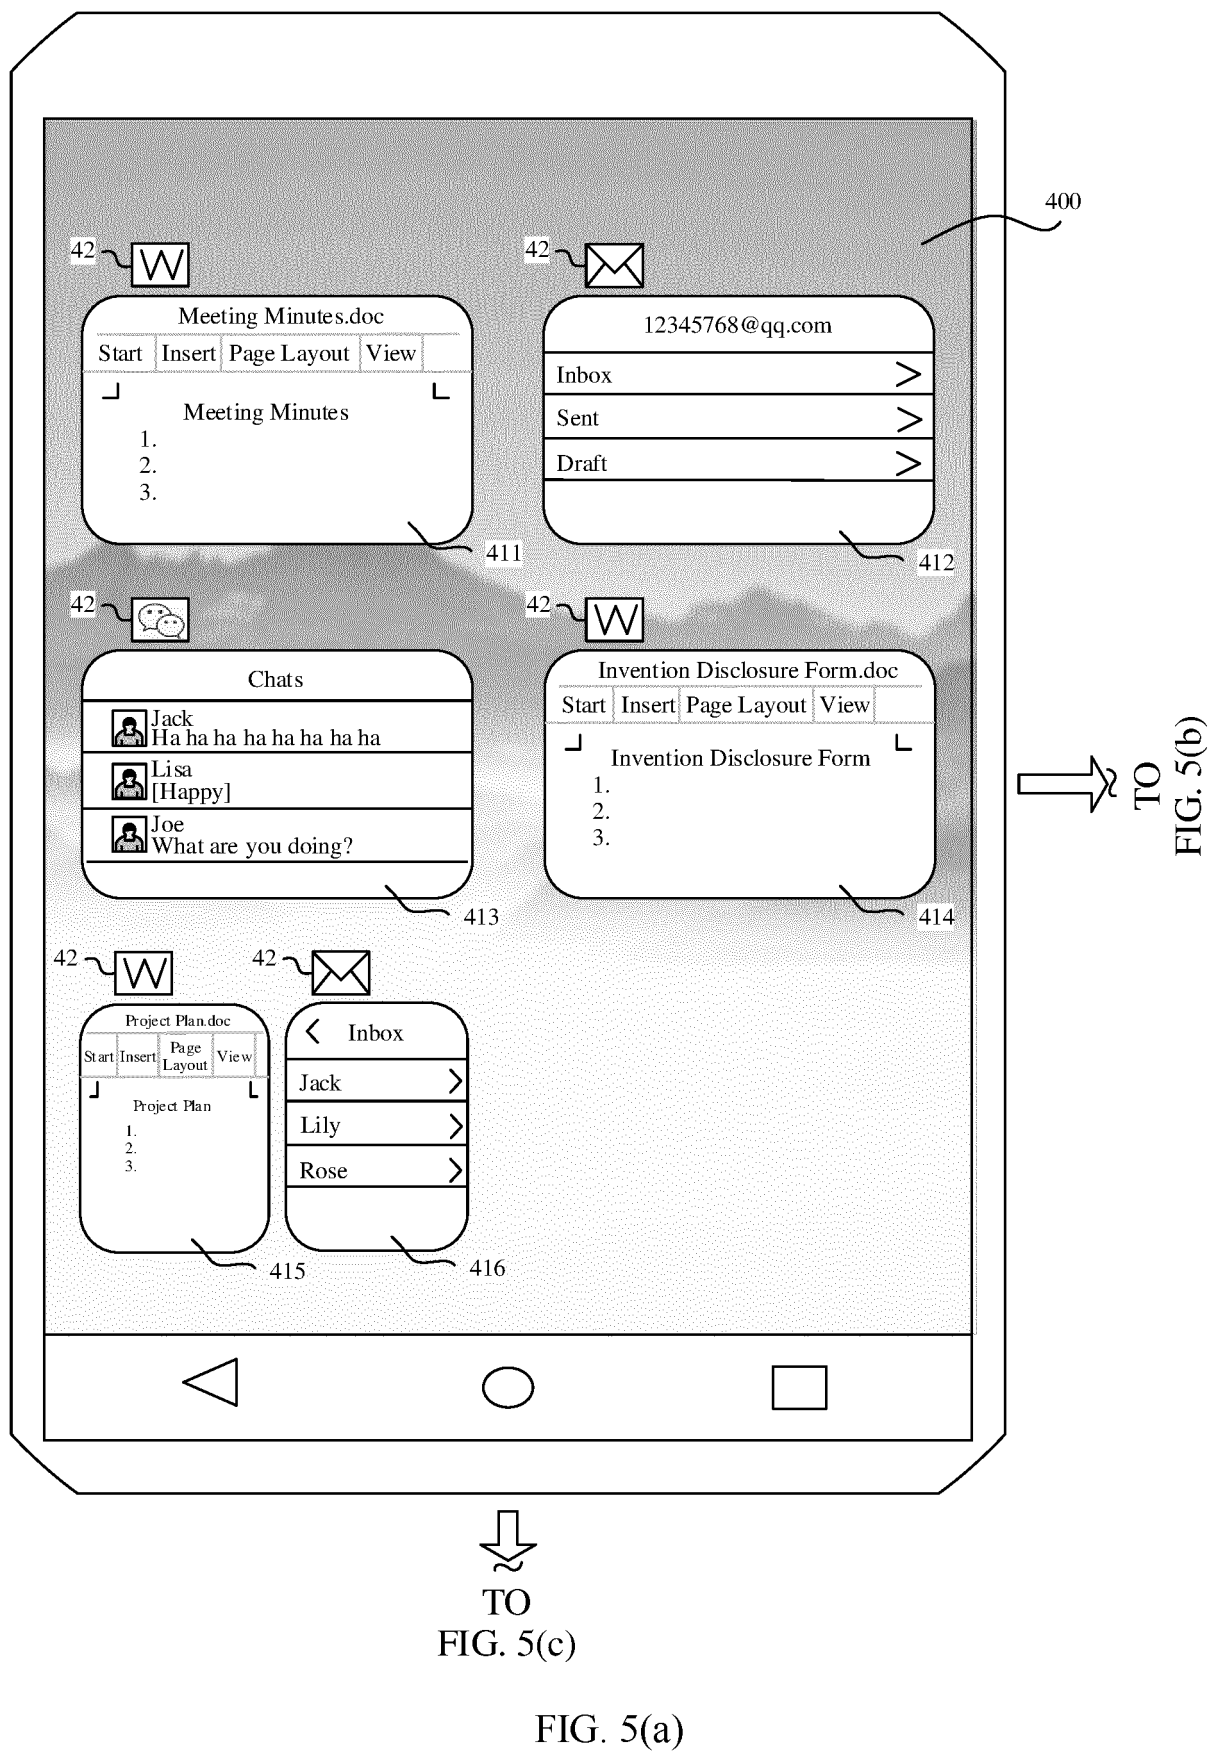 400
42
W
42
Meeting Minutes.doc
Start Insert Page Layout View
Meeting Minutes
1.
2.
3.
411
12345768@qq.com
Inbox >
Sent >
Draft >
412
42
42
W
Chats
Jack
Ha ha ha ha ha ha ha ha
Lisa
[Happy]
Joe
What are you doing?
413
Invention Disclosure Form.doc
Start Insert Page Layout View
Invention Disclosure Form
1.
2.
3.
414
TO
FIG. 5(b)
42
W
42
Project Plan.doc
Start Insert Page Layout View
Project Plan
1.
2.
3.
415
< Inbox
Jack >
Lily >
Rose >
416
TO
FIG. 5(c)
FIG. 5(a)